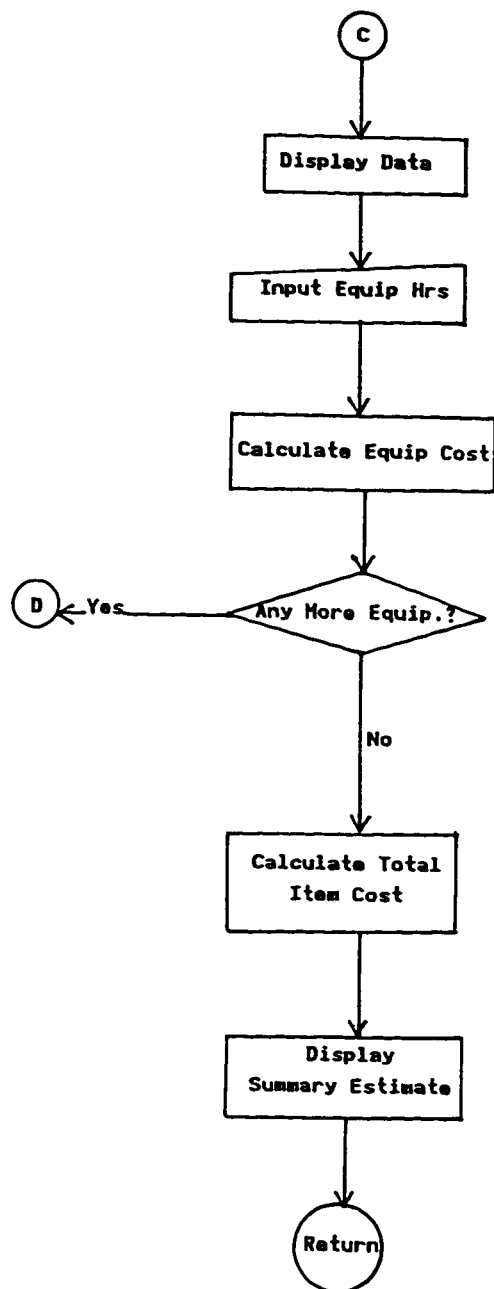 C
Display Data
Input Equip Hrs
Calculate Equip Cost
Any More Equip.?
Yes
D
No
Calculate Total
Item Cost
Display
Summary Estimate
Return